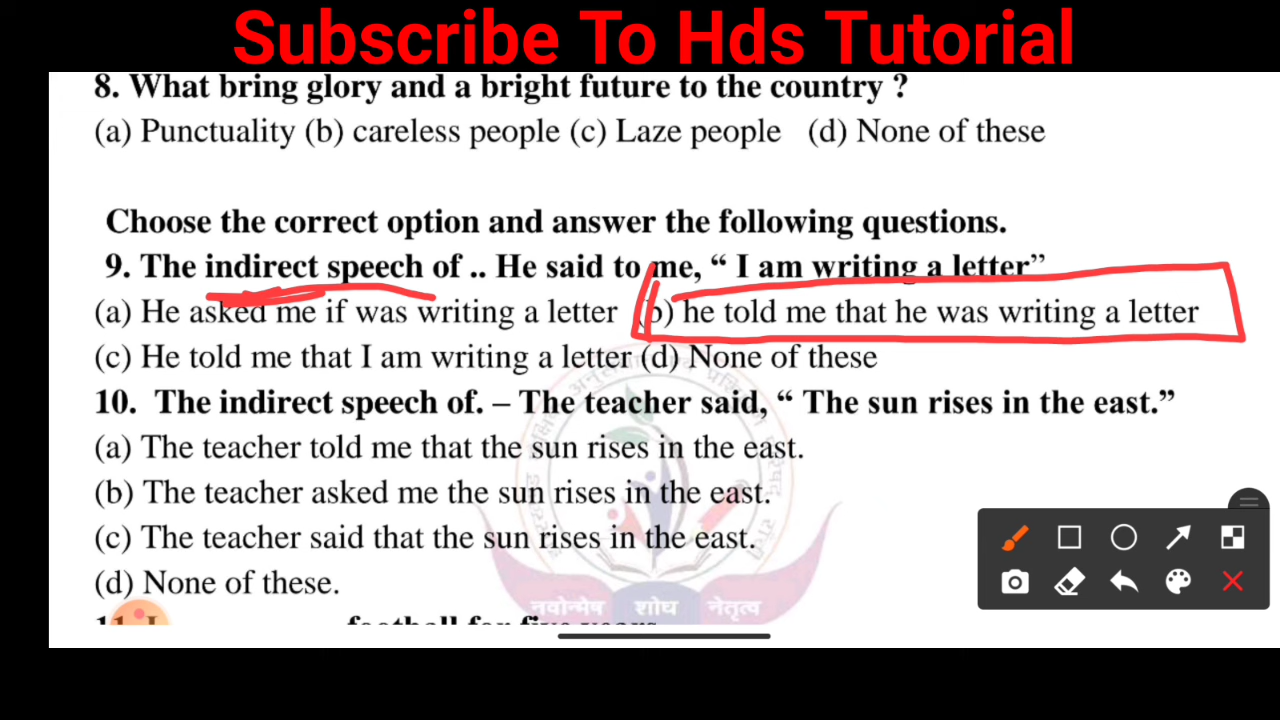 Subscribe To Hds Tutorial
8. What bring glory and a bright future to the country ?
(a) Punctuality (b) careless people (c) Laze people (d) None of these
Choose the correct option and answer the following questions.
9. The indirect speech of .. He said to me, “ I am writing a letter”
(a) He asked me if was writing a letter (b) he told me that he was writing a letter
(c) He told me that I am writing a letter (d) None of these
10. The indirect speech of. – The teacher said, “ The sun rises in the east.”
(a) The teacher told me that the sun rises in the east.
(b) The teacher asked me the sun rises in the east.
(c) The teacher said that the sun rises in the east.
(d) None of these.
नवोन्मेष शोध नेतृत्व
11. I football for five years